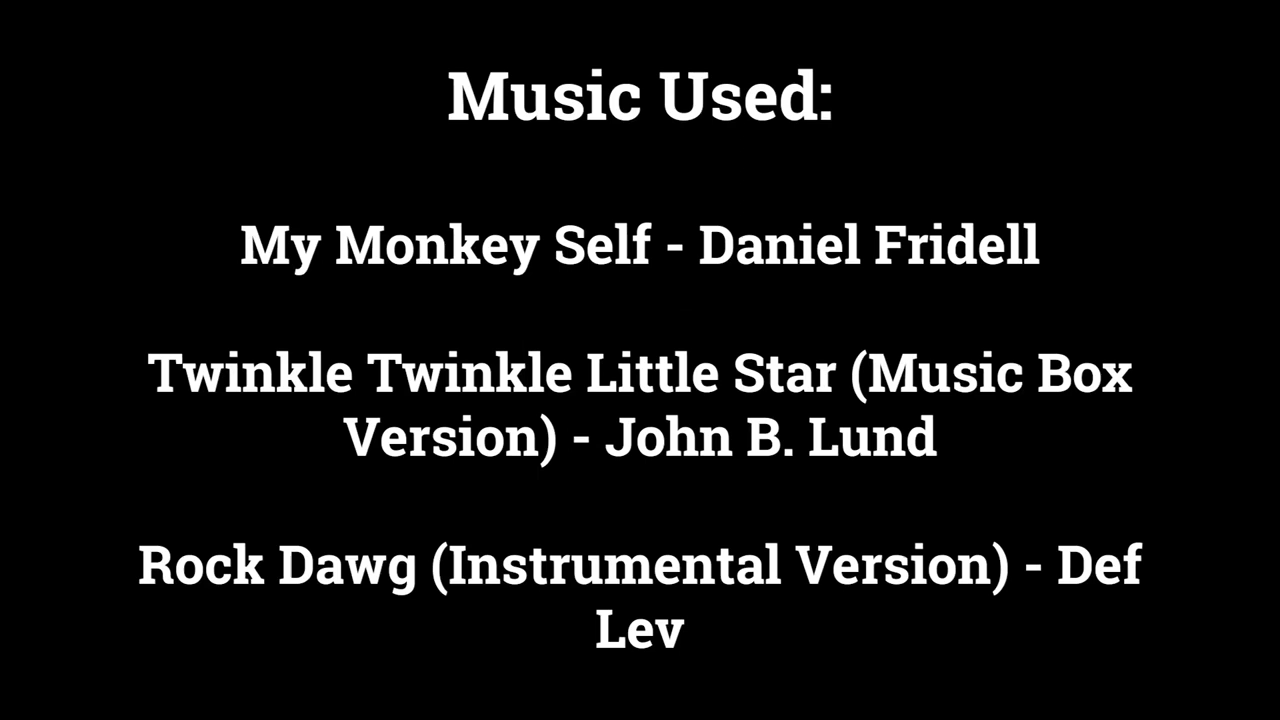 Music Used:
My Monkey Self - Daniel Fridell
Twinkle Twinkle Little Star (Music Box
Version) - John B. Lund
Rock Dawg (Instrumental Version) - Def
Lev